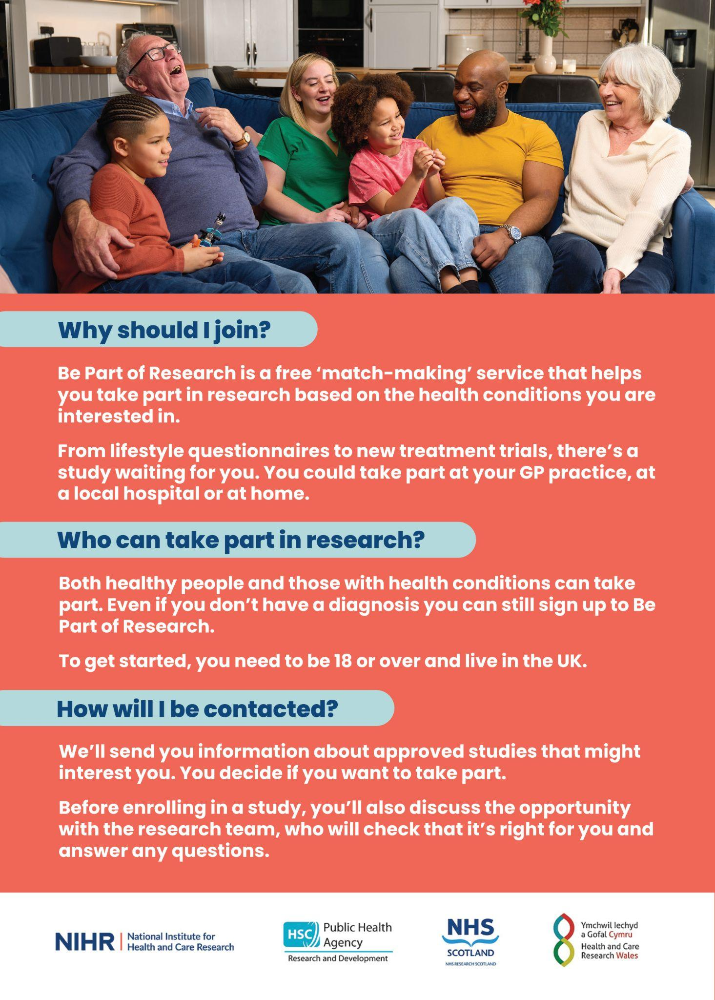 Why should I join?
Be Part of Research is a free ‘match-making’ service that helps
you take part in research based on the health conditions you are
interested in.
From lifestyle questionnaires to new treatment trials, there’s a
study waiting for you. You could take part at your GP practice, at
a local hospital or at home.
Who can take part in research?
Both healthy people and those with health conditions can take
part. Even if you don’t have a diagnosis you can still sign up to Be
Part of Research.
To get started, you need to be 18 or over and live in the UK.
How will I be contacted?
We’ll send you information about approved studies that might
interest you. You decide if you want to take part.
Before enrolling in a study, you’ll also discuss the opportunity
with the research team, who will check that it’s right for you and
answer any questions.
NIHR | National Institute for
Health and Care Research
HSC Public Health
Agency
Research and Development
NHS
SCOTLAND
NHS RESEARCH SCOTLAND
Ymchwil Iechyd
a Gofal Cymru
Health and Care
Research Wales